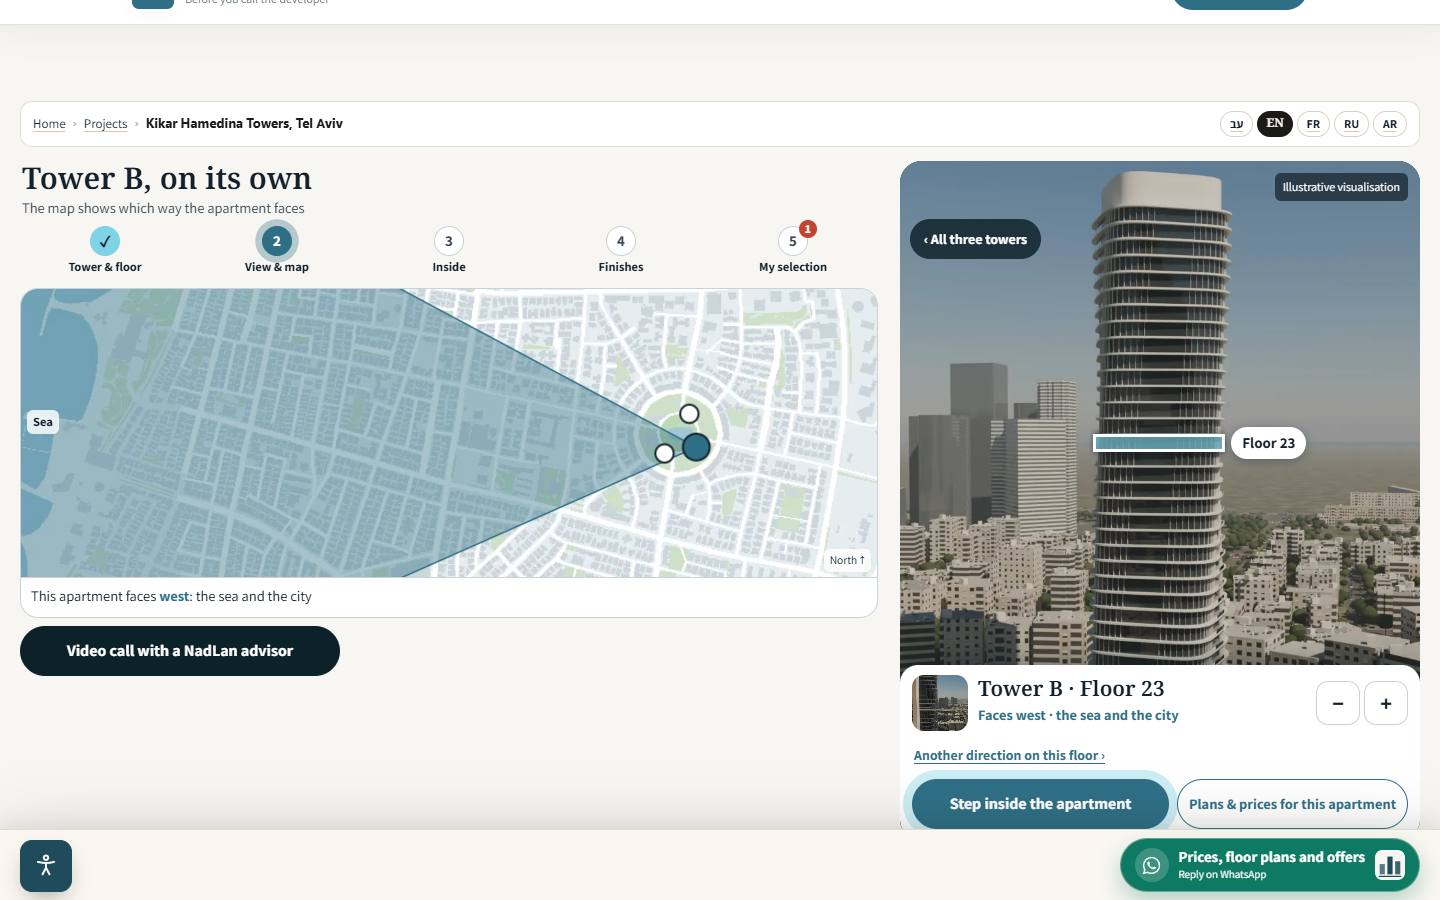 Before you call the developer
Home › Projects › Kikar Hamedina Towers, Tel Aviv
עב EN FR RU AR
Tower B, on its own
The map shows which way the apartment faces
✓ 2 3 4 5 1
Tower & floor View & map Inside Finishes My selection
Sea
North ↑
This apartment faces west: the sea and the city
Video call with a NadLan advisor
Illustrative visualisation
‹ All three towers
Floor 23
Tower B · Floor 23
Faces west · the sea and the city
− +
Another direction on this floor ›
Step inside the apartment
Plans & prices for this apartment
Prices, floor plans and offers
Reply on WhatsApp